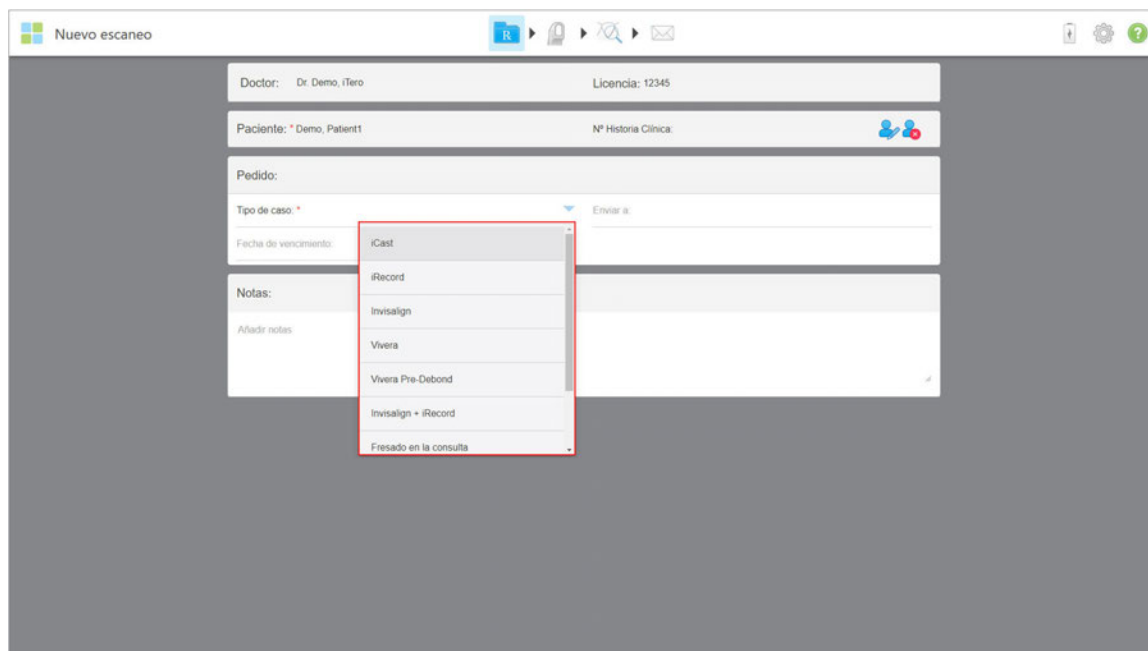 Nuevo escaneo
R
?
Doctor: Dr. Demo, iTero Licencia: 12345
Paciente: * Demo, Patient1 Nº Historia Clínica:
Pedido:
Tipo de caso: * Enviar a:
Fecha de vencimiento:
iCast
iRecord
Invisalign
Vivera
Vivera Pre-Debond
Invisalign + iRecord
Fresado en la consulta
Notas:
Añadir notas